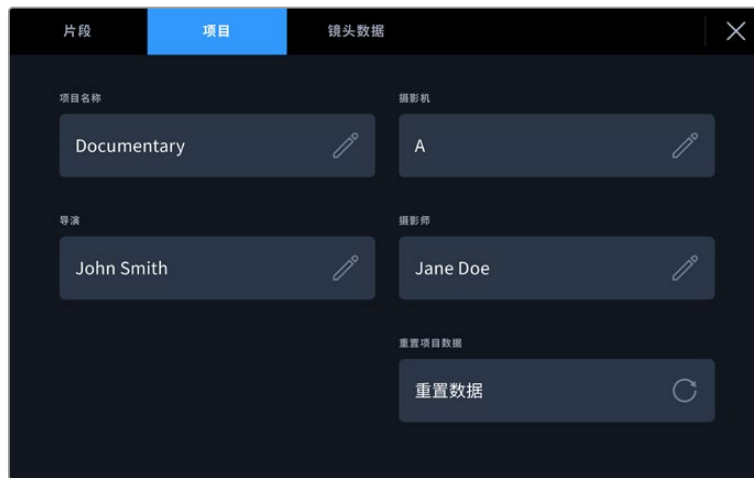 片段 项目 镜头数据
项目名称 摄影机
Documentary A
导演 摄影师
John Smith Jane Doe
重置项目数据
重置数据